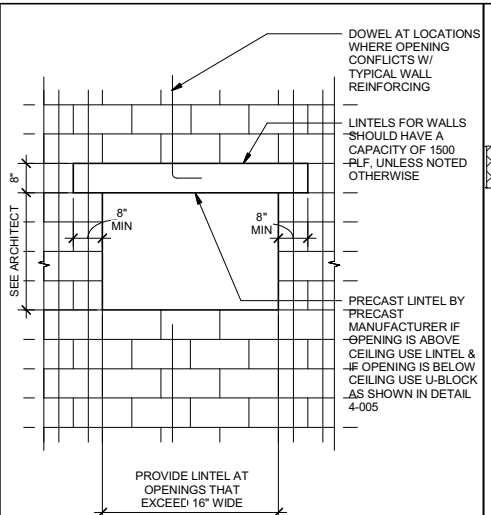 DOWEL AT LOCATIONS
WHERE OPENING
CONFLICTS W/
TYPICAL WALL
REINFORCING
LINTELS FOR WALLS
SHOULD HAVE A
CAPACITY OF 1500
PLF, UNLESS NOTED
OTHERWISE
8"
8"
MIN
8"
MIN
SEE ARCHITECT
PRECAST LINTEL BY
PRECAST
MANUFACTURER IF
OPENING IS ABOVE
CEILING USE LINTEL &
IF OPENING IS BELOW
CEILING USE U-BLOCK
AS SHOWN IN DETAIL
4-005
PROVIDE LINTEL AT
OPENINGS THAT
EXCEED 16" WIDE